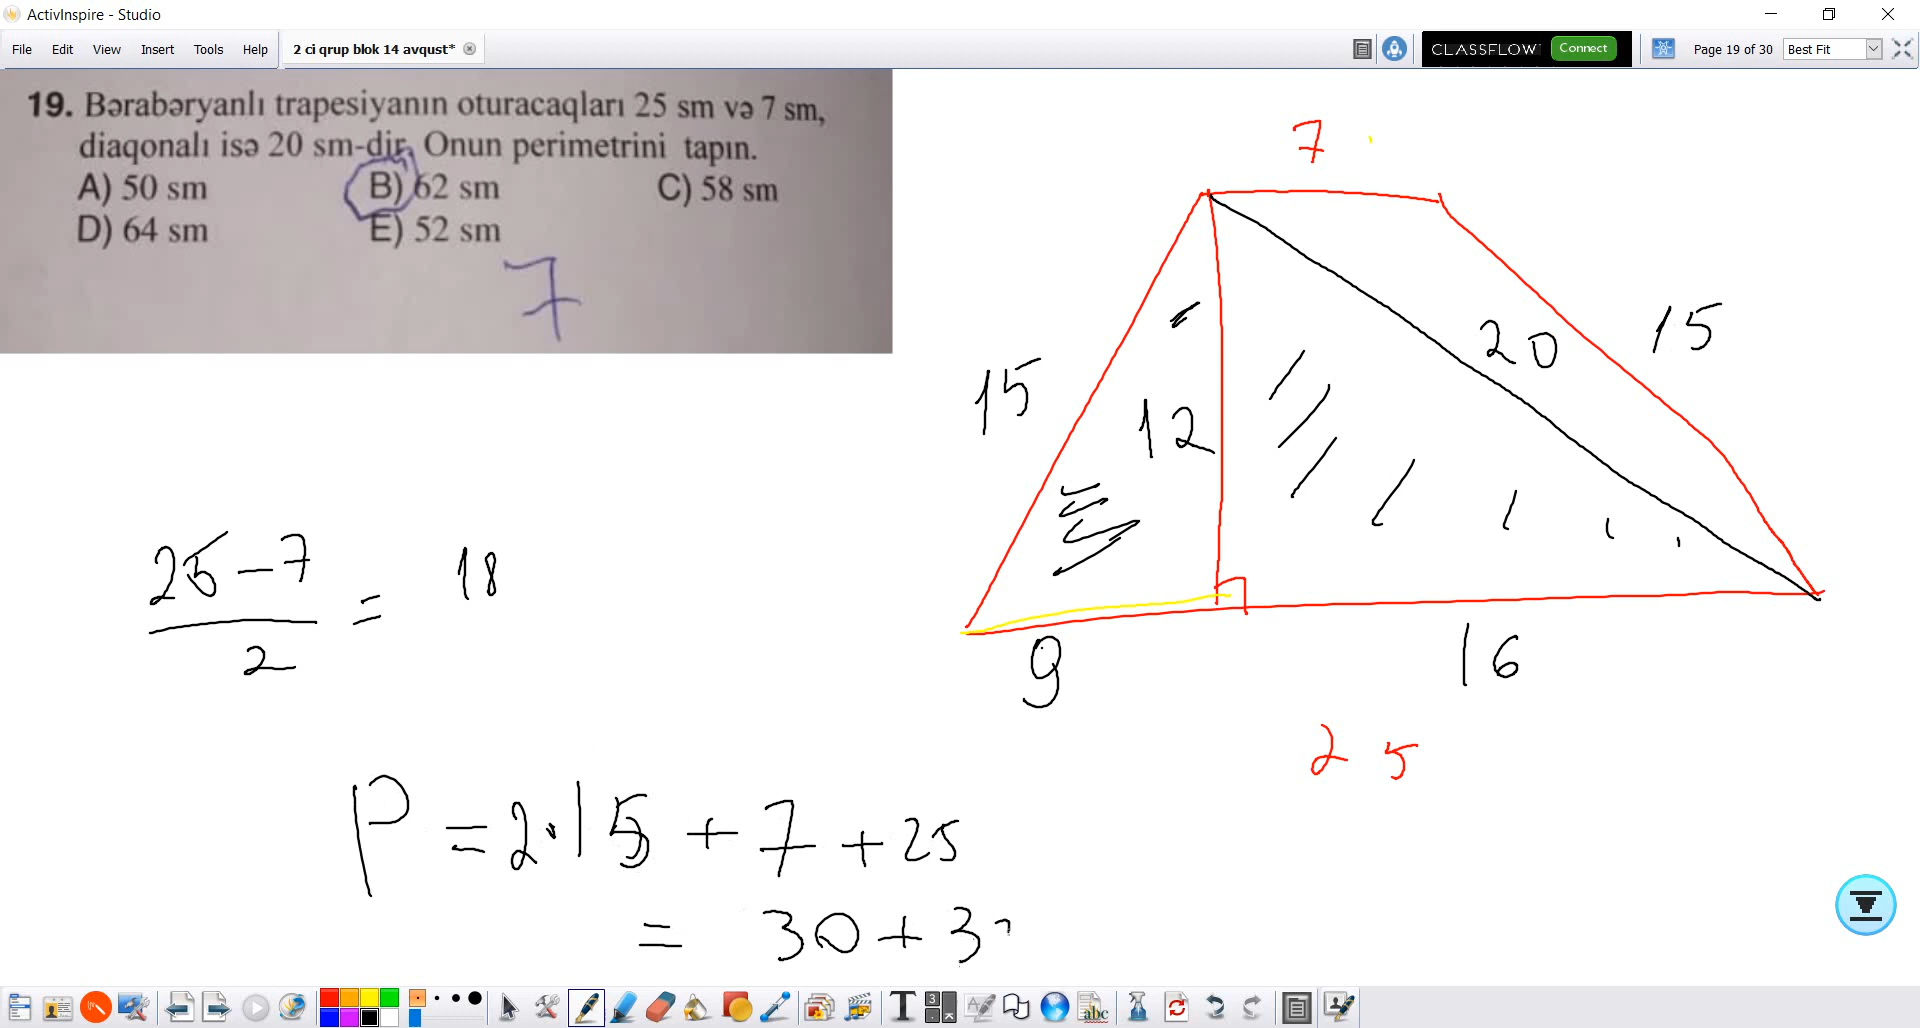 ActivInspire - Studio
File Edit View Insert Tools Help
2 ci qrup blok 14 avqust*
CLASSFLOW Connect
Page 19 of 30
Best Fit
19. Bərabəryanlı trapesiyanın oturacaqları 25 sm və 7 sm,
diaqonalı isə 20 sm-dir. Onun perimetrini tapın.
A) 50 sm B) 62 sm C) 58 sm
D) 64 sm E) 52 sm
7
7
15
12
20
15
9
16
25
25 - 7
2
= 18
P = 2·15 + 7 + 25
= 30 + 3
T
3
abc